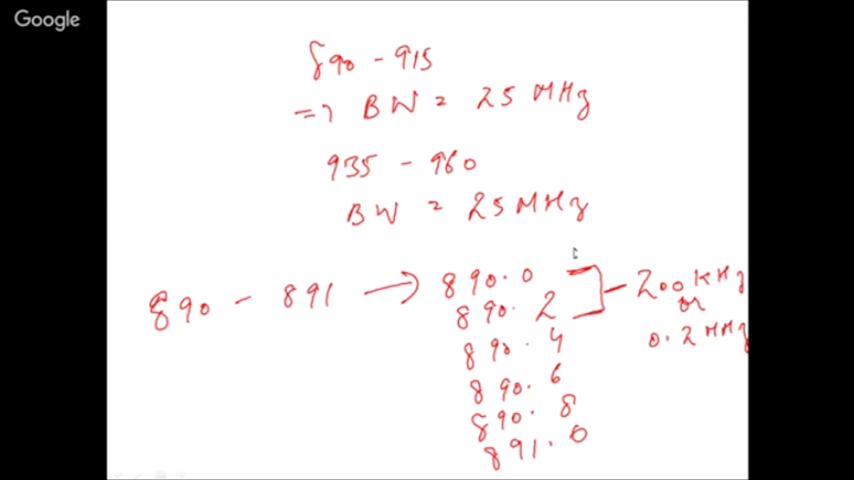 Google
890 - 915
=> BW = 25 MHz
935 - 960
BW = 25 MHz
890 - 891 → 890.0 - 200 KHz
890.2 or
890.4 0.2 MHz
890.6
890.8
891.0